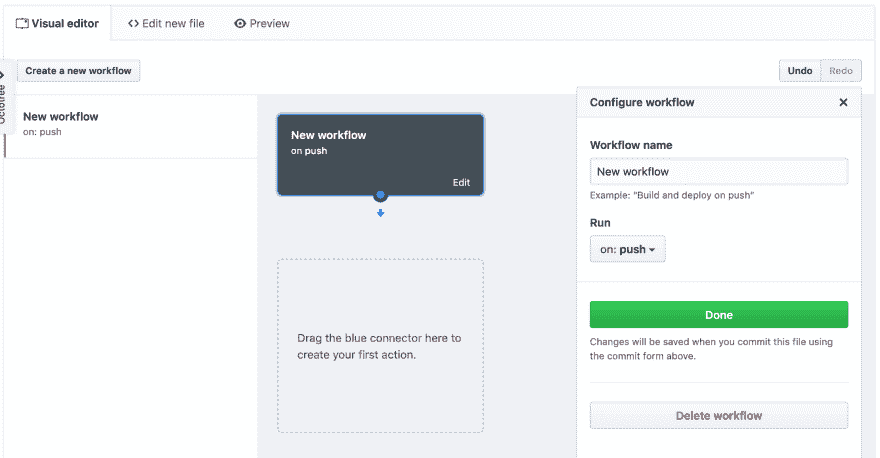 Visual editor
Edit new file
Preview
Create a new workflow
Undo
Redo
Octotree
New workflow
on: push
New workflow
on push
Edit
Drag the blue connector here to
create your first action.
Configure workflow
Workflow name
New workflow
Example: "Build and deploy on push"
Run
on: push
Done
Changes will be saved when you commit this file using
the commit form above.
Delete workflow